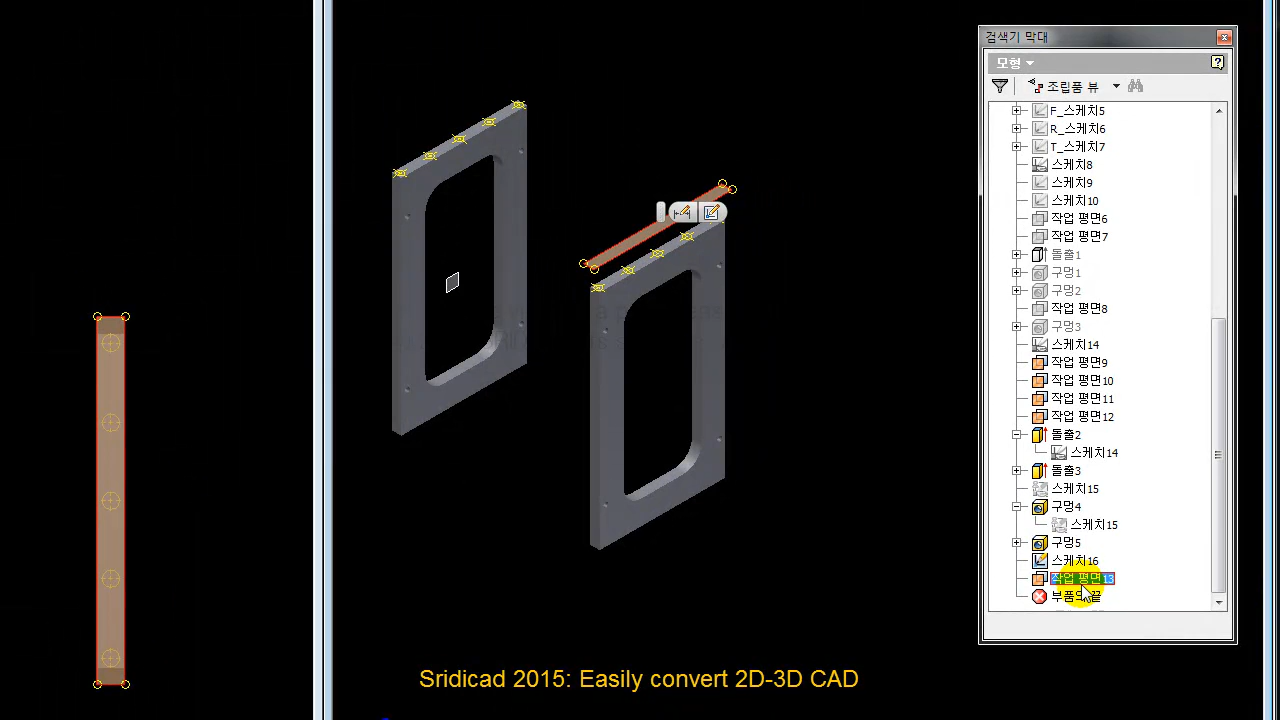 검색기 막대
모형
조립품 뷰
F_스케치5
R_스케치6
T_스케치7
스케치8
스케치9
스케치10
작업 평면6
작업 평면7
돌출1
구멍1
구멍2
작업 평면8
구멍3
스케치14
작업 평면9
작업 평면10
작업 평면11
작업 평면12
돌출2
스케치14
돌출3
스케치15
구멍4
스케치15
구멍5
스케치16
작업 평면13
부품의 끝
Sridicad 2015: Easily convert 2D-3D CAD